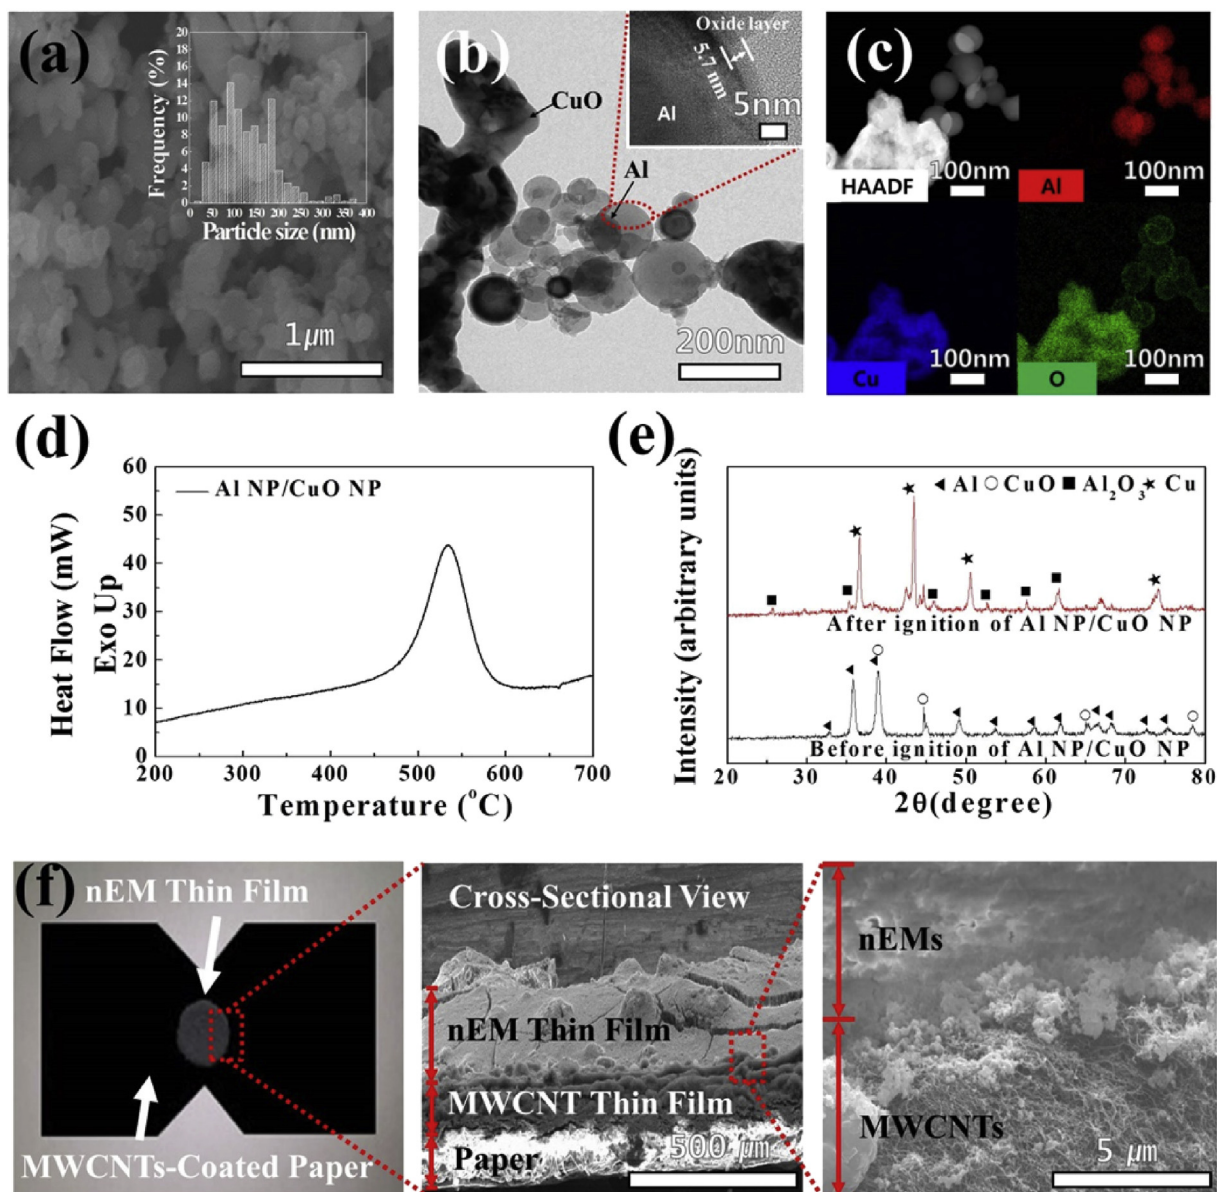 (a)
Frequency (%)
20
18
16
14
12
10
8
6
4
2
0
0 50 100 150 200 250 300 350 400
Particle size (nm)
1㎛
(b)
CuO
Al
Oxide layer
5.7 nm
Al
5nm
200nm
(c)
HAADF
100nm
Al
100nm
Cu
100nm
O
100nm
(d)
Heat Flow (mW)
Exo Up
60
50
40
30
20
10
0
Al NP/CuO NP
200 300 400 500 600 700
Temperature (°C)
(e)
Intensity (arbitrary units)
◄ Al ○ CuO ■ Al₂O₃ ★ Cu
After ignition of Al NP/CuO NP
Before ignition of Al NP/CuO NP
20 30 40 50 60 70 80
2θ(degree)
(f)
nEM Thin Film
MWCNTs-Coated Paper
Cross-Sectional View
nEM Thin Film
MWCNT Thin Film
Paper
500 ㎛
nEMs
MWCNTs
5 ㎛